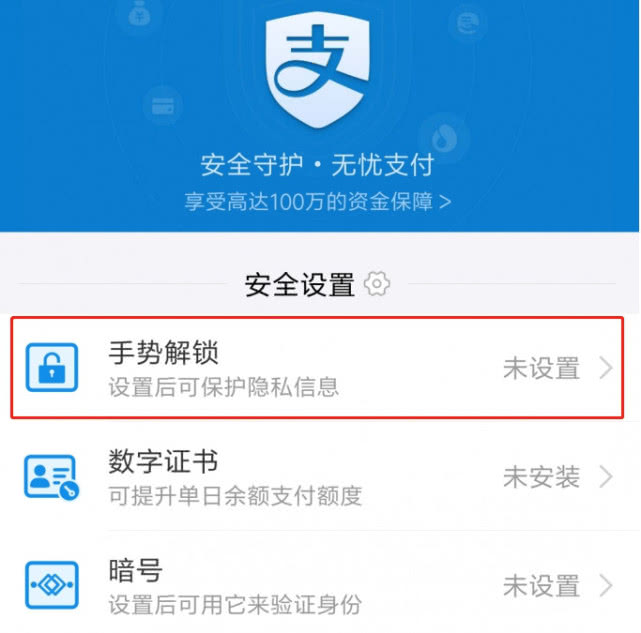 支
安全守护·无忧支付
享受高达100万的资金保障 >
安全设置
手势解锁
未设置
设置后可保护隐私信息
数字证书
未安装
可提升单日余额支付额度
暗号
未设置
设置后可用它来验证身份